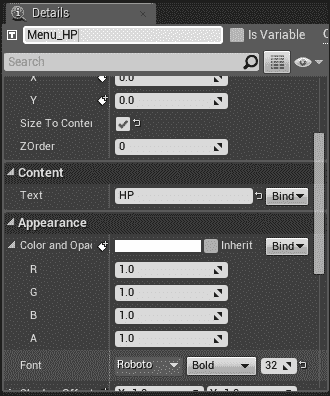 Details
Menu_HP
Is Variable
Search
X 0.0
Y 0.0
Size To Conter
ZOrder 0
Content
Text HP Bind
Appearance
Color and Opac Inherit Bind
R 1.0
G 1.0
B 1.0
A 1.0
Font Roboto Bold 32